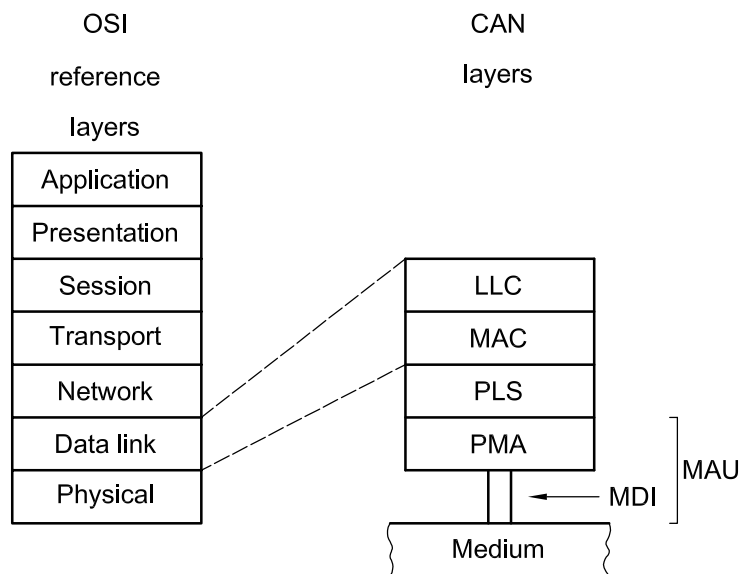 OSI
reference
layers
Application
Presentation
Session
Transport
Network
Data link
Physical
CAN
layers
LLC
MAC
PLS
PMA
MDI
MAU
Medium